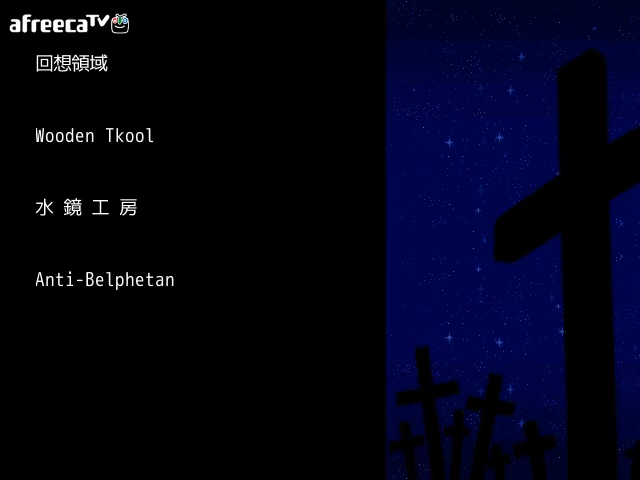 afreecaTV
回想領域
Wooden Tkool
水 鏡 工 房
Anti-Belphetan